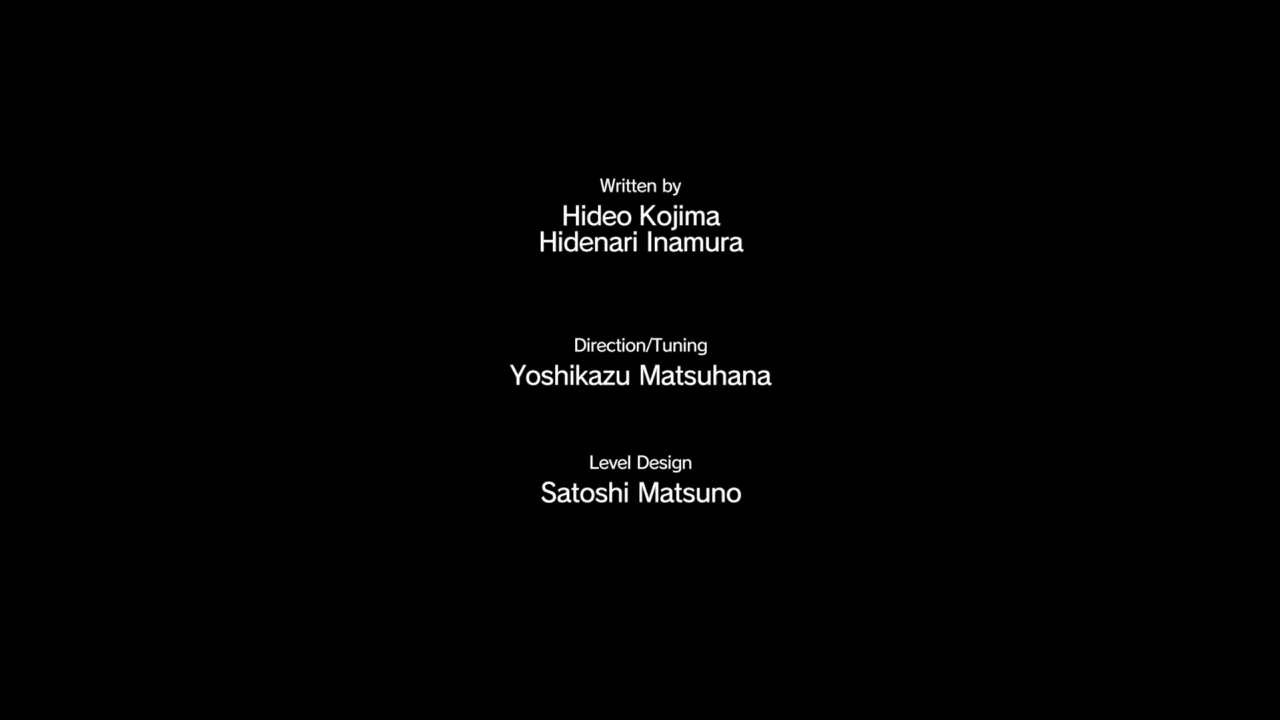 Written by
Hideo Kojima
Hidenari Inamura
Direction/Tuning
Yoshikazu Matsuhana
Level Design
Satoshi Matsuno